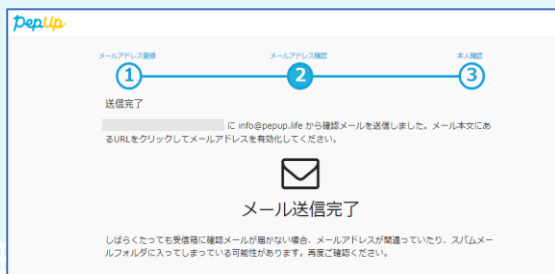 PepUp
メールアドレス登録
メールアドレス確認
本人確認
1
2
3
送信完了
に info@pepup.life から確認メールを送信しました。メール本文にあ
るURLをクリックしてメールアドレスを有効化してください。
メール送信完了
しばらくたっても受信箱に確認メールが届かない場合、メールアドレスが間違っていたり、スパムメー
ルフォルダに入ってしまっている可能性があります。再度ご確認ください。